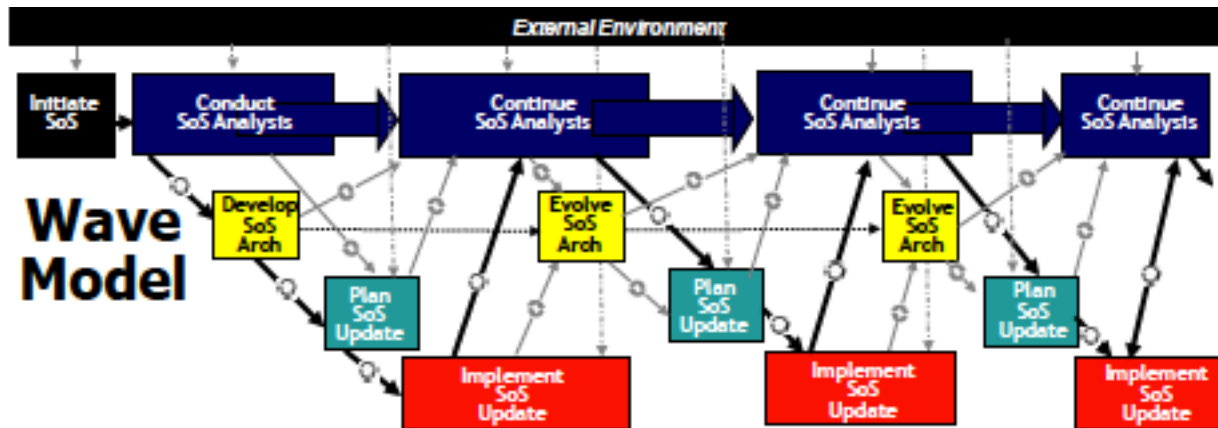 External Environment
Initiate
SoS
Conduct
SoS Analysis
Continue
SoS Analysis
Continue
SoS Analysis
Continue
SoS Analysis
Wave
Model
Develop
SoS
Arch
Evolve
SoS
Arch
Evolve
SoS
Arch
Plan
SoS
Update
Plan
SoS
Update
Plan
SoS
Update
Implement
SoS
Update
Implement
SoS
Update
Implement
SoS
Update